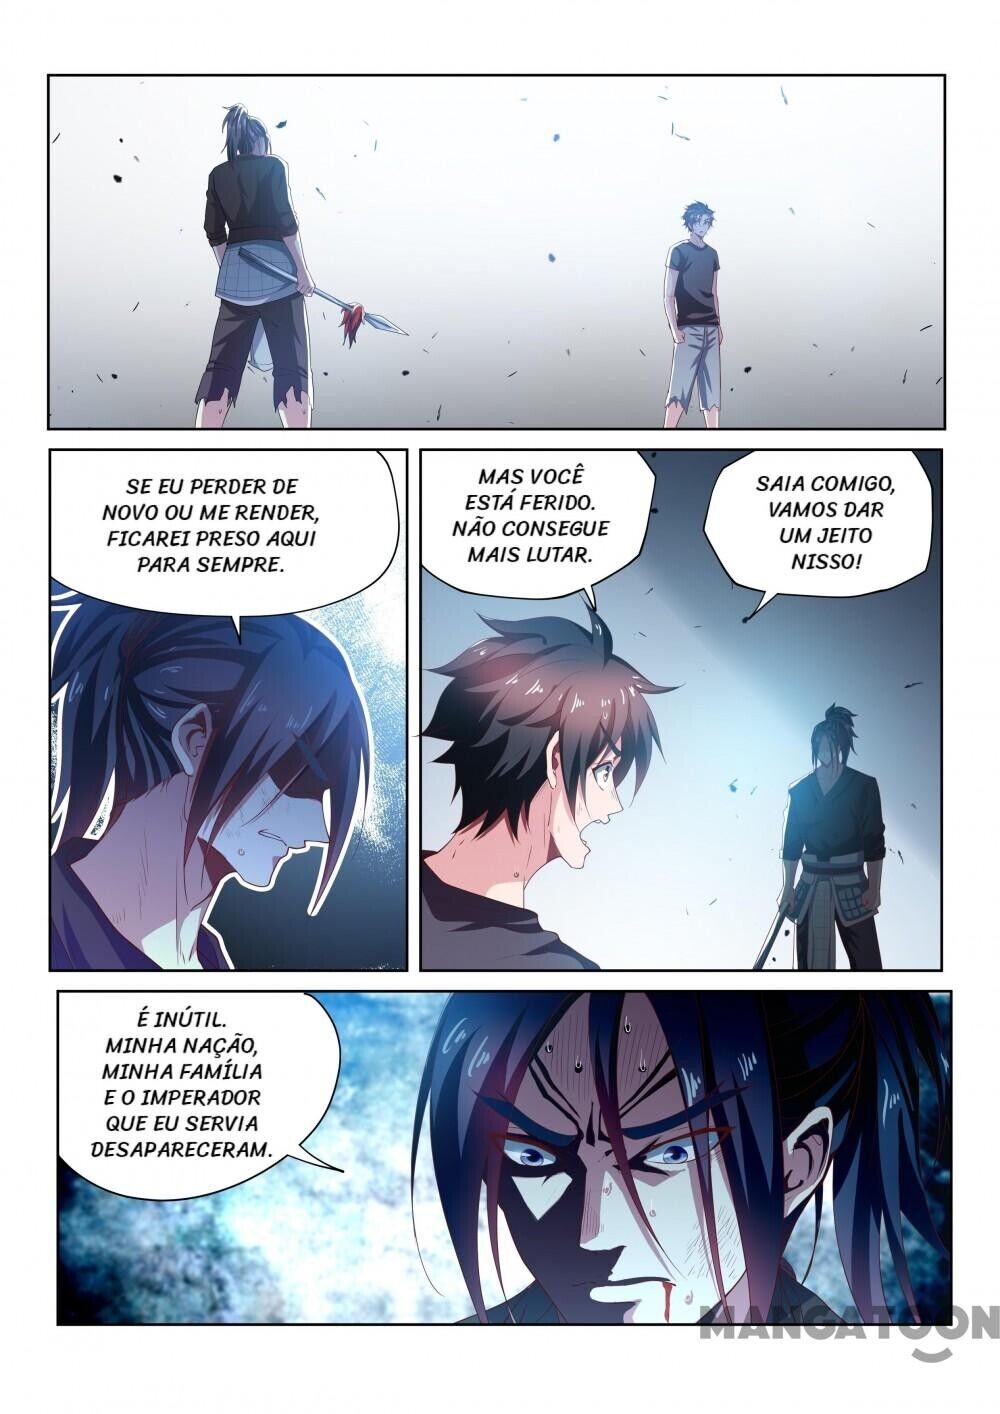 SE EU PERDER DE
NOVO OU ME RENDER,
FICAREI PRESO AQUI
PARA SEMPRE.
MAS VOCÊ
ESTÁ FERIDO.
NÃO CONSEGUE
MAIS LUTAR.
SAIA COMIGO,
VAMOS DAR
UM JEITO
NISSO!
É INÚTIL.
MINHA NAÇÃO,
MINHA FAMÍLIA
E O IMPERADOR
QUE EU SERVIA
DESAPARECERAM.
MANGATOON